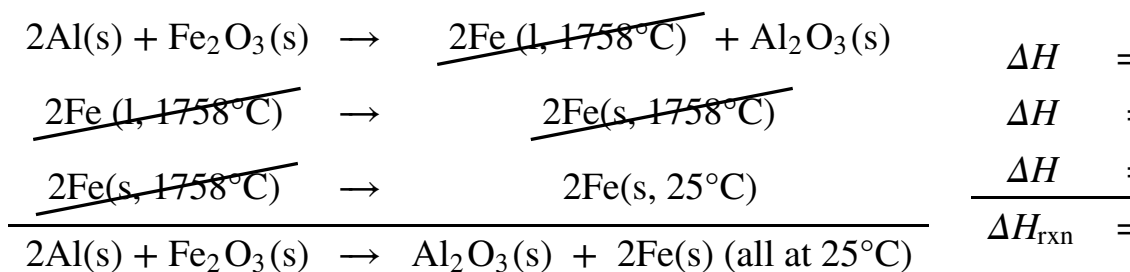 2Al(s) + Fe₂O₃(s) → 2Fe (l, 1758°C) + Al₂O₃(s) ΔH =
2Fe (l, 1758°C) → 2Fe(s, 1758°C) ΔH =
2Fe(s, 1758°C) → 2Fe(s, 25°C) ΔH =
2Al(s) + Fe₂O₃(s) → Al₂O₃(s) + 2Fe(s) (all at 25°C) ΔH_rxn =